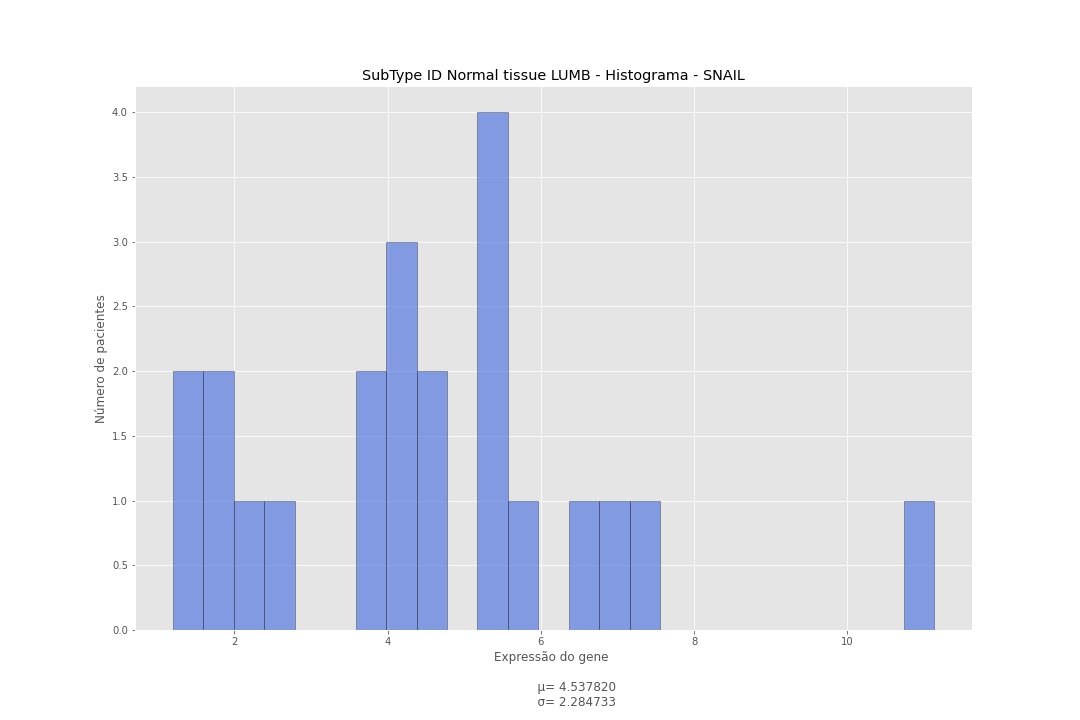 SubType ID Normal tissue LUMB - Histograma - SNAIL
4.0
3.5
3.0
2.5
2.0
1.5
1.0
0.5
0.0
Número de pacientes
2 4 6 8 10
Expressão do gene
μ= 4.537820
σ= 2.284733